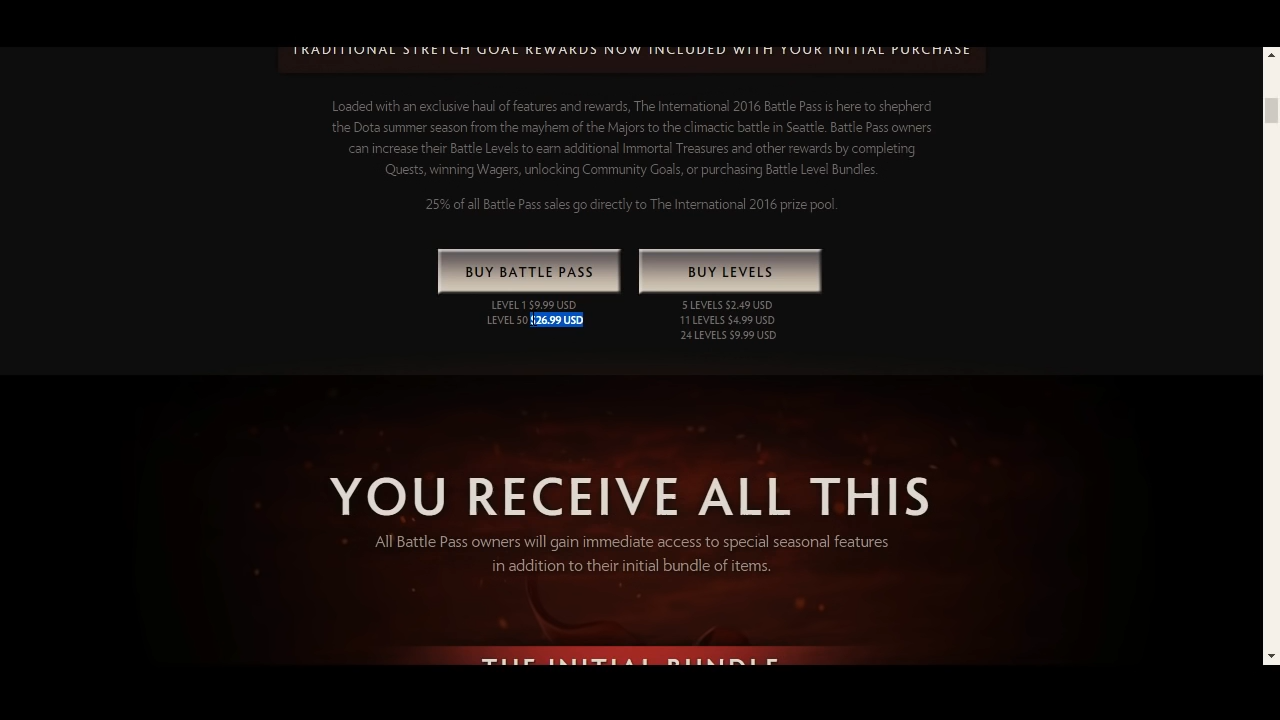 TRADITIONAL STRETCH GOAL REWARDS NOW INCLUDED WITH YOUR INITIAL PURCHASE
Loaded with an exclusive haul of features and rewards, The International 2016 Battle Pass is here to shepherd
the Dota summer season from the mayhem of the Majors to the climactic battle in Seattle. Battle Pass owners
can increase their Battle Levels to earn additional Immortal Treasures and other rewards by completing
Quests, winning Wagers, unlocking Community Goals, or purchasing Battle Level Bundles.
25% of all Battle Pass sales go directly to The International 2016 prize pool.
BUY BATTLE PASS
LEVEL 1 $9.99 USD
LEVEL 50 $26.99 USD
BUY LEVELS
5 LEVELS $2.49 USD
11 LEVELS $4.99 USD
24 LEVELS $9.99 USD
YOU RECEIVE ALL THIS
All Battle Pass owners will gain immediate access to special seasonal features
in addition to their initial bundle of items.
THE INITIAL BUNDLE